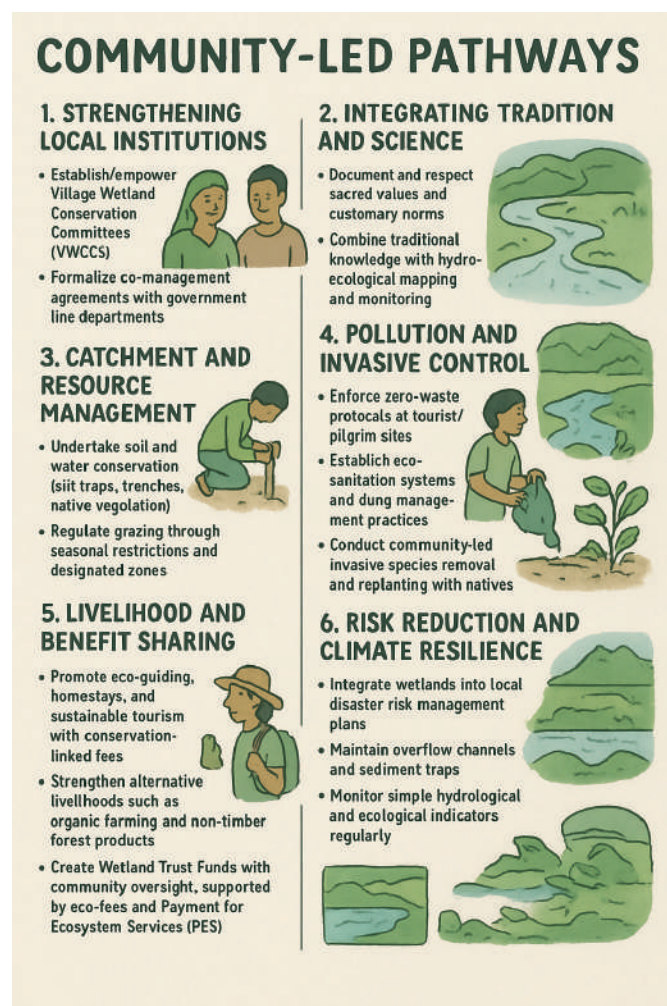 COMMUNITY-LED PATHWAYS
1. STRENGTHENING
LOCAL INSTITUTIONS
• Establish/empower
Village Wetland
Conservation
Committees
(VWCCS)
• Formalize co-management
agreements with government
line departments
2. INTEGRATING TRADITION
AND SCIENCE
• Document and respect
sacred values and
customary norms
• Combine traditional
knowledge with hydro-
ecological mapping
and monitoring
3. CATCHMENT AND
RESOURCE
MANAGEMENT
• Undertake soil and
water conservation
(siit traps, trenches,
native vegolation)
• Regulate grazing through
seasonal restrictions and
designated zones
4. POLLUTION AND
INVASIVE CONTROL
• Enforce zero-waste
protocals at tourist/
pilgrim sites
• Establich eco-
sanitation systems
and dung manage-
ment practices
• Conduct community-led
invasive species removal
and replanting with natives
5. LIVELIHOOD AND
BENEFIT SHARING
• Promote eco-guiding,
homestays, and
sustainable tourism
with conservation-
linked fees
• Strengthen alternative
livellhoods such as
organic farming and non-timber
forest products
• Create Wetland Trust Funds with
community oversight, supported
by eco-fees and Payment for
Ecosystem Services (PES)
6. RISK REDUCTION AND
CLIMATE RESILIENCE
• Integrate wetlands into local
disaster risk management
plans
• Maintain overflow channels
and sediment traps
• Monitor simple hydrological
and ecological indicators
regularly